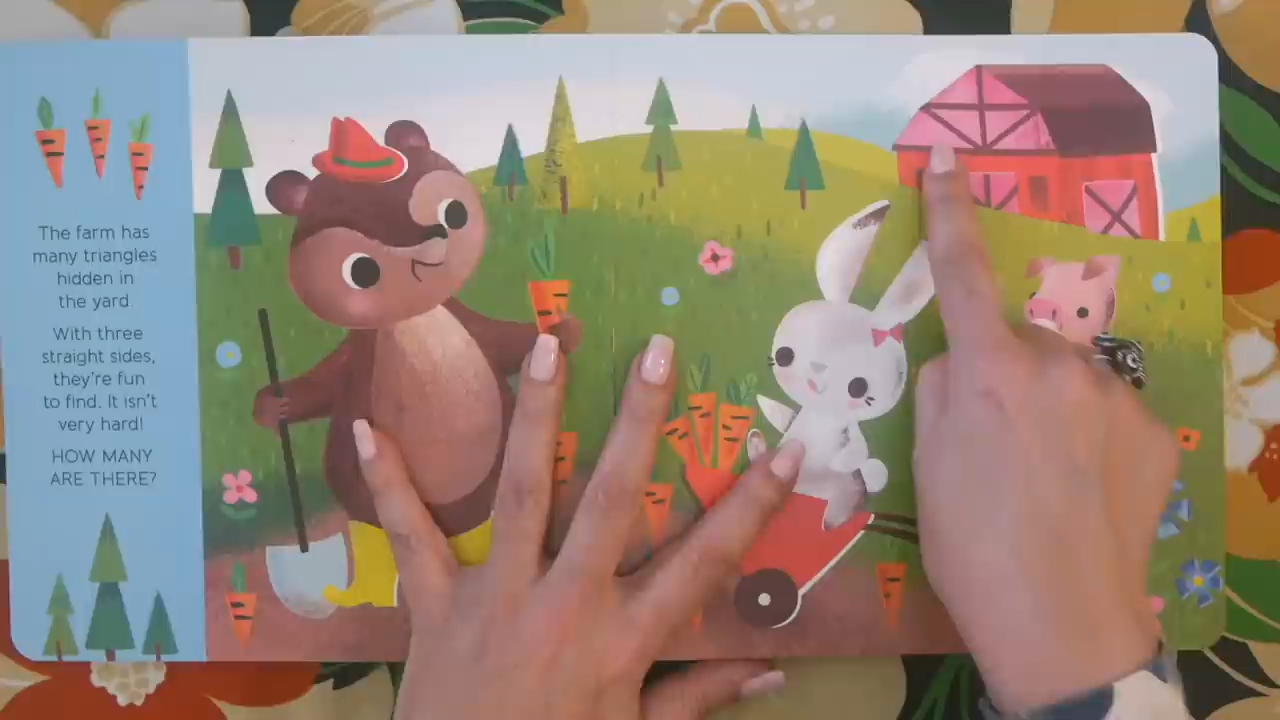 The farm has
many triangles
hidden in
the yard.
With three
straight sides,
they're fun
to find. It isn't
very hard!
HOW MANY
ARE THERE?